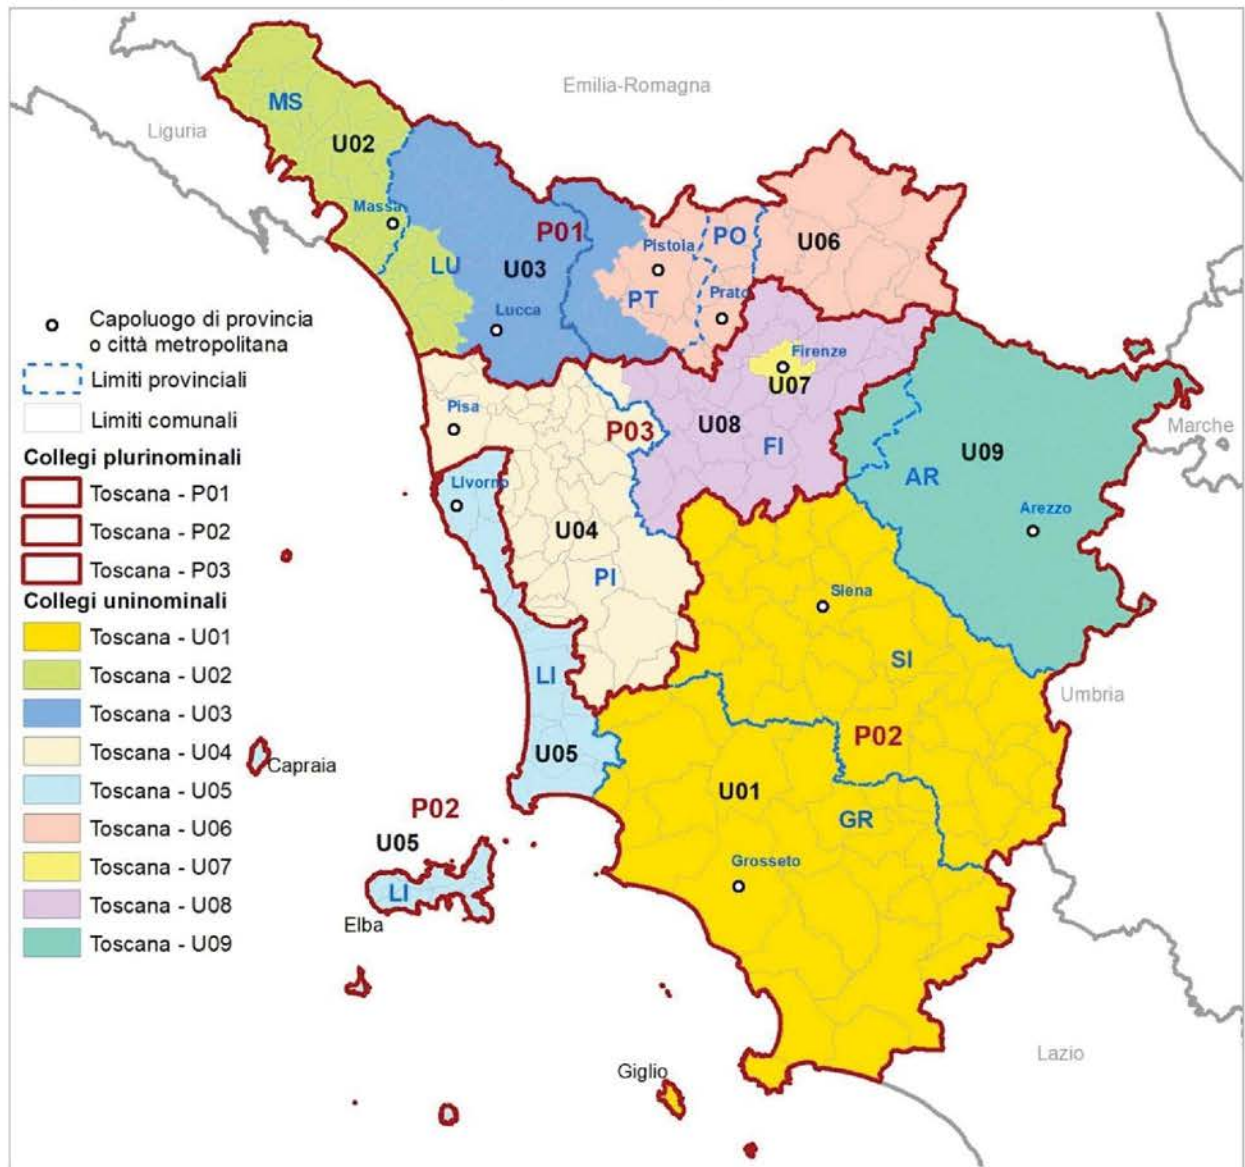 Emilia-Romagna
MS
Liguria
U02
Massa
P01
PO
U06
Pistoia
LU
U03
PT
Prato
Lucca
Capoluogo di provincia
o città metropolitana
Limiti provinciali
Limiti comunali
Firenze
U07
Pisa
P03
U08
FI
Marche
U09
AR
Arezzo
Collegi plurinominali
Toscana - P01
Toscana - P02
Toscana - P03
Livorno
U04
PI
Siena
SI
Collegi uninominali
Toscana - U01
Toscana - U02
Toscana - U03
Toscana - U04
Toscana - U05
Toscana - U06
Toscana - U07
Toscana - U08
Toscana - U09
LI
Umbria
U05
P02
Capraia
U01
P02
GR
U05
Grosseto
LI
Elba
Lazio
Giglio